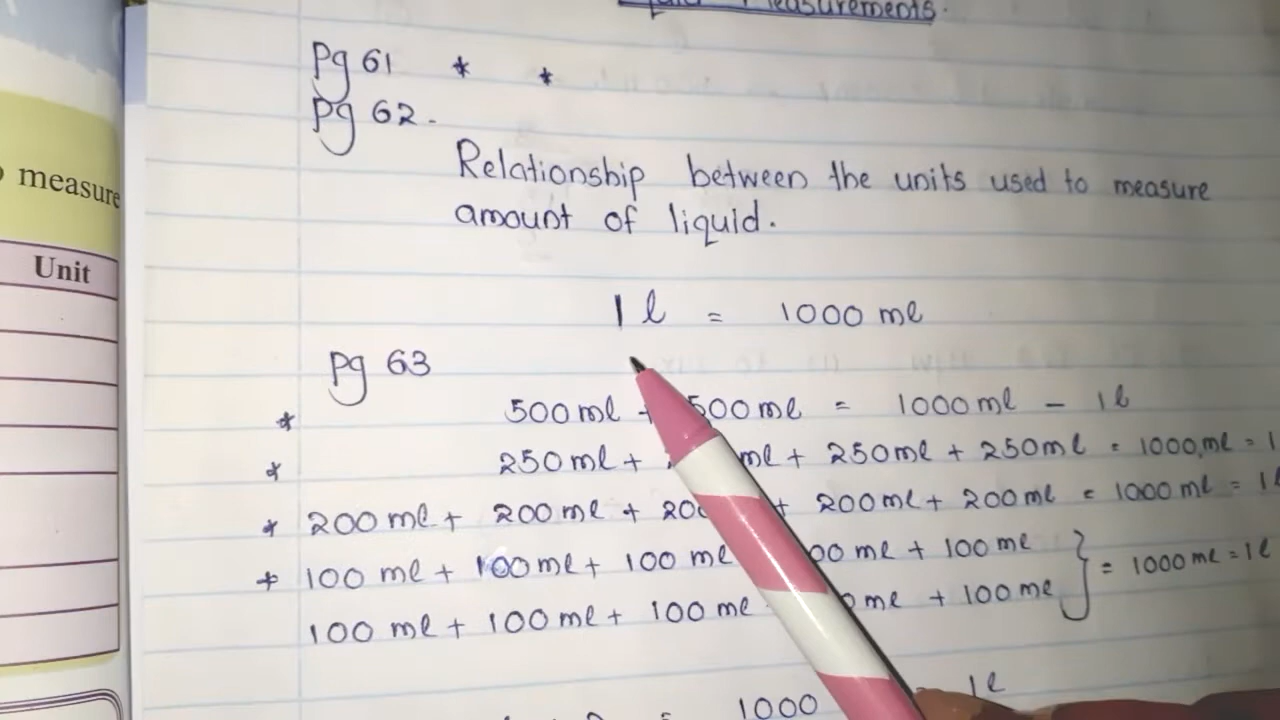 Measurements.
Pg 61 * *
Pg 62.
measure
Relationship between the units used to measure
amount of liquid.
Unit
1 l = 1000 ml
Pg 63
* 500 ml + 500 ml = 1000 ml - 1 l
* 250 ml + ml + 250 ml + 250 ml = 1000 ml = 1
* 200 ml + 200 ml + 200 + 200 ml + 200 ml = 1000 ml = 1 l
* 100 ml + 100 ml + 100 ml 00 ml + 100 ml } = 1000 ml = 1 l
100 ml + 100 ml + 100 ml ml + 100 ml
= 1000 1 l